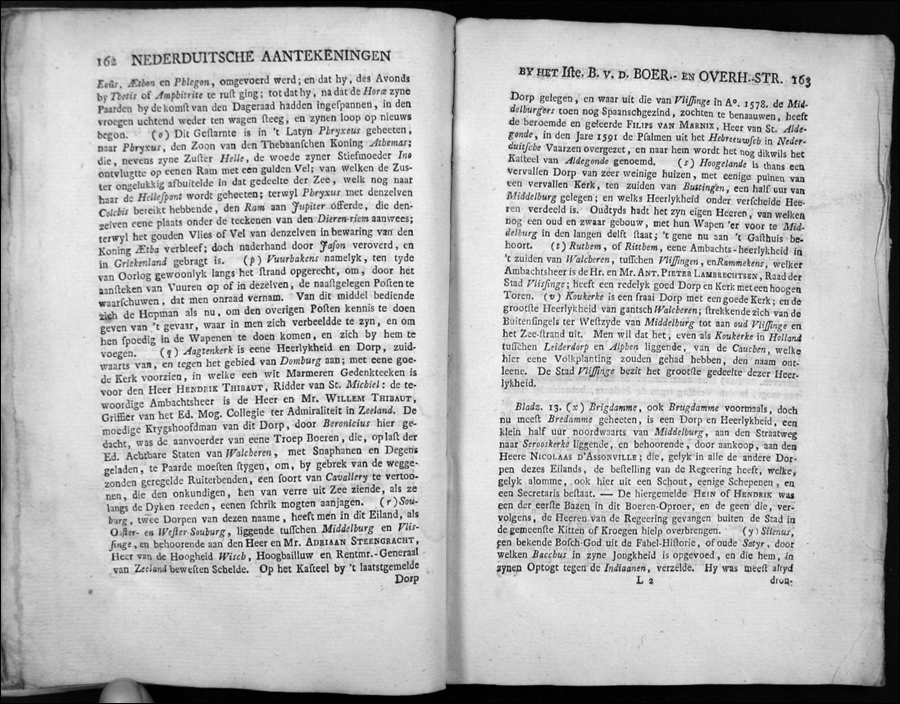 162 NEDERDUITSCHE AANTEKENINGEN
Eoüs, Æthon en Phlegon, omgevoerd werd; en dat hy, des Avonds
by Thetis of Amphitrite te rust ging; tot dat hy, na dat de Horæ zyne
Paarden by de komst van den Dageraad hadden ingespannen, in den
vroegen uchtend weder ten wagen steeg, en zynen loop op nieuws
begon. (o) Dit Gestarnte is in 't Latyn Phryxeus geheeten,
naar Phryxus, den Zoon van den Thebaanschen Koning Athemas;
die, nevens zyne Zuster Helle, de woede zyner Stiefmoeder Ino
ontvlugtte op eenen Ram met een gulden Vel; van welken de Zus-
ter ongelukkig afbuitelde in dat gedeelte der Zee, welk nog naar
haar de Hellespont wordt geheeten; terwyl Phryxus met denzelven
Colchis bereikt hebbende, den Ram aan Jupiter offerde, die den-
zelven eene plaats onder de teekenen van den Dieren-riem aanwees;
terwyl het gouden Vlies of Vel van denzelven in bewaring van den
Koning Ætha verbleef; doch naderhand door Jason veroverd, en
in Griekenland gebragt is. (p) Vuurbakens namelyk, ten tyde
van Oorlog gewoonlyk langs het strand opgerecht, om, door het
aansteken van Vuuren op of in dezelven, de naastgelegen Posten te
waarschuwen, dat men onraad vernam. Van dit middel bediende
zich de Hopman als nu, om den overigen Posten kennis te doen
geven van 't gevaar, waar in men zich verbeeldde te zyn, en om
hen spoedig in de Wapenen te doen komen, en zich by hem te
voegen. (q) Aagtenkerk is eene Heerlykheid en Dorp, zuid-
waarts van, en tegen het gebied van Domburg aan; met eene goe-
de Kerk voorzien, in welke een wit Marmeren Gedenkteeken is
voor den Heer HENDRIK THIBAUT, Ridder van St. Michiel: de te-
woordige Ambachtsheer is de Heer en Mr. WILLEM THIBAUT,
Griffier van het Ed. Mog. Collegie ter Admiraliteit in Zeeland. De
moedige Krygshoofdman van dit Dorp, door Beronicius hier ge-
dacht, was de aanvoerder van eene Troep Boeren, die, op last der
Ed. Achtbare Staten van Walcheren, met Snaphanen en Degens
geladen, te Paarde moesten stygen, om, by gebrek van de wegge-
zonden geregelde Ruiterbenden, een soort van Cavallery te vertoo-
nen, die den onkundigen, hen van verre uit Zee ziende, als ze
langs de Dyken reeden, eenen schrik mogten aanjagen. (r) Sou-
burg, twee Dorpen van dezen naame, heeft men in dit Eiland, als
Ooster- en Wester-Souburg, liggende tusschen Middelburg en Vlis-
singe, en behoorende aan den Heer en Mr. ADRIAAN STEENGRACHT,
Heer van de Hoogheid Wisch, Hoogbailluw en Rentmr.-Generaal
van Zeeland bewesten Schelde. Op het Kasteel by 't laatstgemelde
Dorp
BY HET Iste. B. V. D. BOER.- EN OVERH.-STR. 163
Dorp gelegen, en waar uit die van Vlissinge in Ao. 1578. de Mid-
delburgers toen nog Spaanschgezind, zochten te benaauwen, heeft
de beroemde en geleerde FILIPS VAN MARNIX, Heer van St. Alde-
gonde, in den Jare 1591 de Psalmen uit het Hebreeuwsch in Neder-
duitsche Vaarzen overgezet, en naar hem wordt het nog dikwils het
Kasteel van Aldegonde genoemd. (s) Hoogelande is thans een
vervallen Dorp van zeer weinige huizen, met eenige puinen van
een vervallen Kerk, ten zuiden van Buttingen, een half uur van
Middelburg gelegen; en welks Heerlykheid onder verscheide Hee-
ren verdeeld is. Oudtyds hadt het zyn eigen Heeren, van welken
nog een oud en zwaar gebouw, met hun Wapen 'er voor te Mid-
delburg in den langen delft staat; 't gene nu aan 't Gasthuis be-
hoort. (t) Ruthem, of Ritthem, eene Ambachts-heerlykheid in
't zuiden van Walcheren, tusschen Vlissingen, en Rammekens, welker
Ambachtsheer is de Hr. en Mr. ANT. PIETER LAMBRECHTSEN, Raad der
Stad Vlissinge; heeft een redelyk goed Dorp en Kerk met een hoogen
Toren. (v) Koukerke is een fraai Dorp met een goede Kerk; en de
grootste Heerlykheid van gantsch Walcheren; strekkende zich van de
Buitensingels ter Westzyde van Middelburg tot aan oud Vlissinge en
het Zee-strand uit. Men wil dat het, even als Koukerke in Holland
tusschen Leiderdorp en Alphen liggende, van de Cauchen, welke
hier eene Volkplanting zouden gehad hebben, den naam ont-
leene. De Stad Vlissinge bezit het grootste gedeelte dezer Heer-
lykheid.
Bladz. 13. (x) Brigdamme, ook Brugdamme voormaals, doch
nu meest Bredamme geheeten, is een Dorp en Heerlykheid, een
klein half uur noordwaarts van Middelburg, aan den Straatweg
naar Serooskerke liggende, en behoorende, door aankoop, aan den
Heere NICOLAAS D'ASSONVILLE; die, gelyk in alle de andere Dor-
pen dezes Eilands, de bestelling van de Regeering heeft, welke,
gelyk alomme, ook hier uit een Schout, eenige Schepenen, en
een Secretaris bestaat. — De hiergemelde HEIN of HENDRIK was
een der eerste Bazen in dit Boeren-Oproer, en de geen die, ver-
volgens, de Heeren van de Regeering gevangen buiten de Stad in
de gemeenste Kitten of Kroegen hielp overbrengen. (y) Silenus,
een bekende Bosch-God uit de Fabel-Historie, of oude Satyr, door
welken Bacchus in zyne Jongkheid is opgevoed, en die hem, in
zynen Optogt tegen de Indiaanen, verzelde. Hy was meest altyd
L 2 dron-